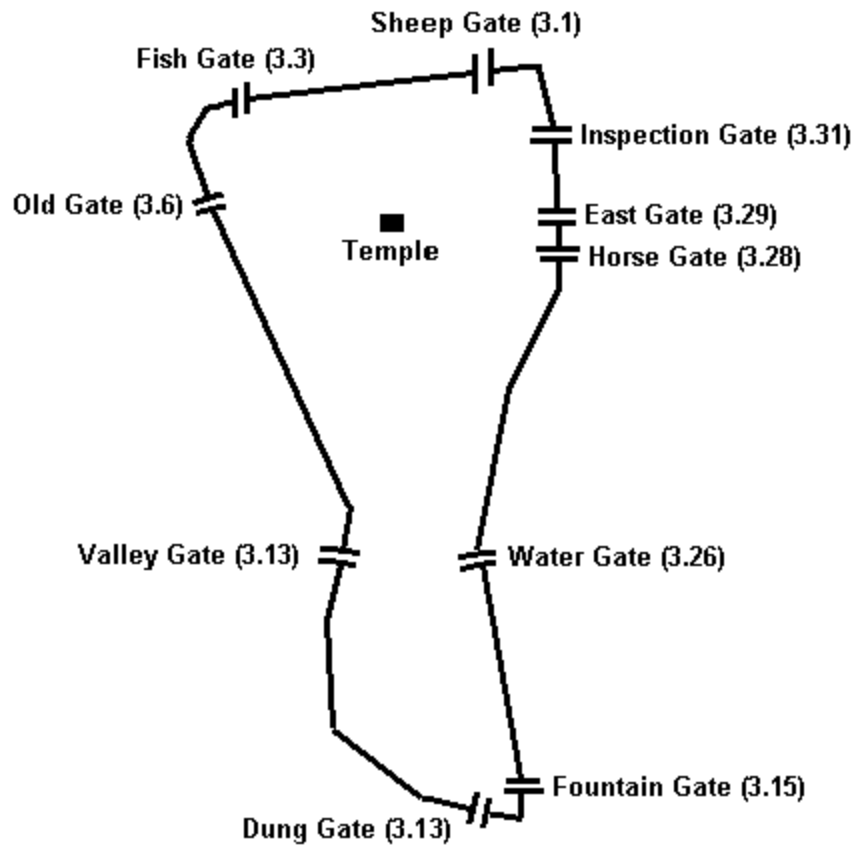 Sheep Gate (3.1)
Fish Gate (3.3)
Inspection Gate (3.31)
Old Gate (3.6)
East Gate (3.29)
Temple
Horse Gate (3.28)
Valley Gate (3.13)
Water Gate (3.26)
Fountain Gate (3.15)
Dung Gate (3.13)